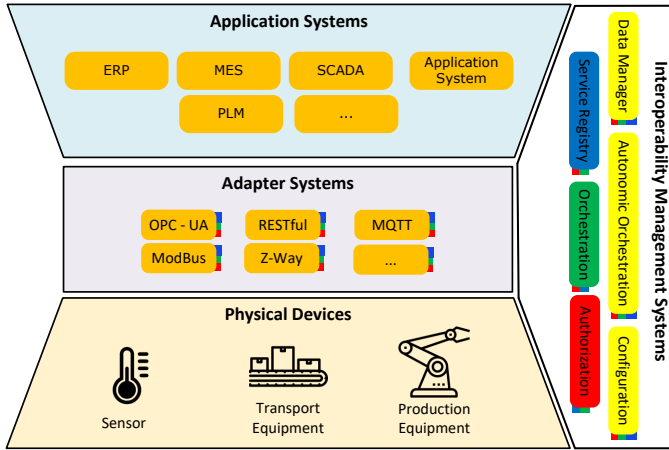 Application Systems
ERP
MES
SCADA
Application
System
PLM
...
Adapter Systems
OPC - UA
RESTful
MQTT
ModBus
Z-Way
...
Physical Devices
Sensor
Transport
Equipment
Production
Equipment
Service Registry
Orchestration
Authorization
Data Manager
Autonomic Orchestration
Configuration
Interoperability Management Systems